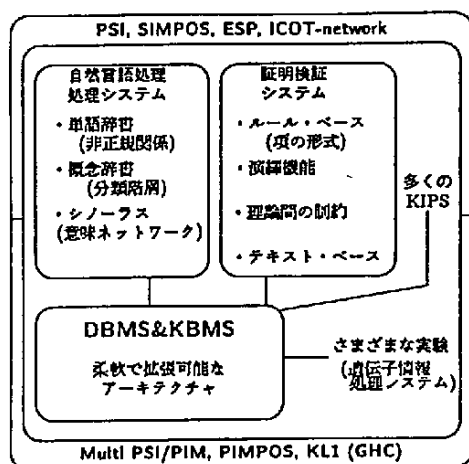 PSI, SIMPOS, ESP, ICOT-network
自然言語処理
処理システム
・単語辞書
(非正規関係)
・概念辞書
(分類階層)
・シソーラス
(意味ネットワーク)
証明検証
システム
・ルール・ベース
(項の形式)
・演繹機能
・理論間の制約
・テキスト・ベース
多くの
KIPS
DBMS&KBMS
柔軟で拡張可能な
アーキテクチャ
さまざまな実験
(遺伝子情報
処理システム)
Multi PSI/PIM, PIMPOS, KL1 (GHC)